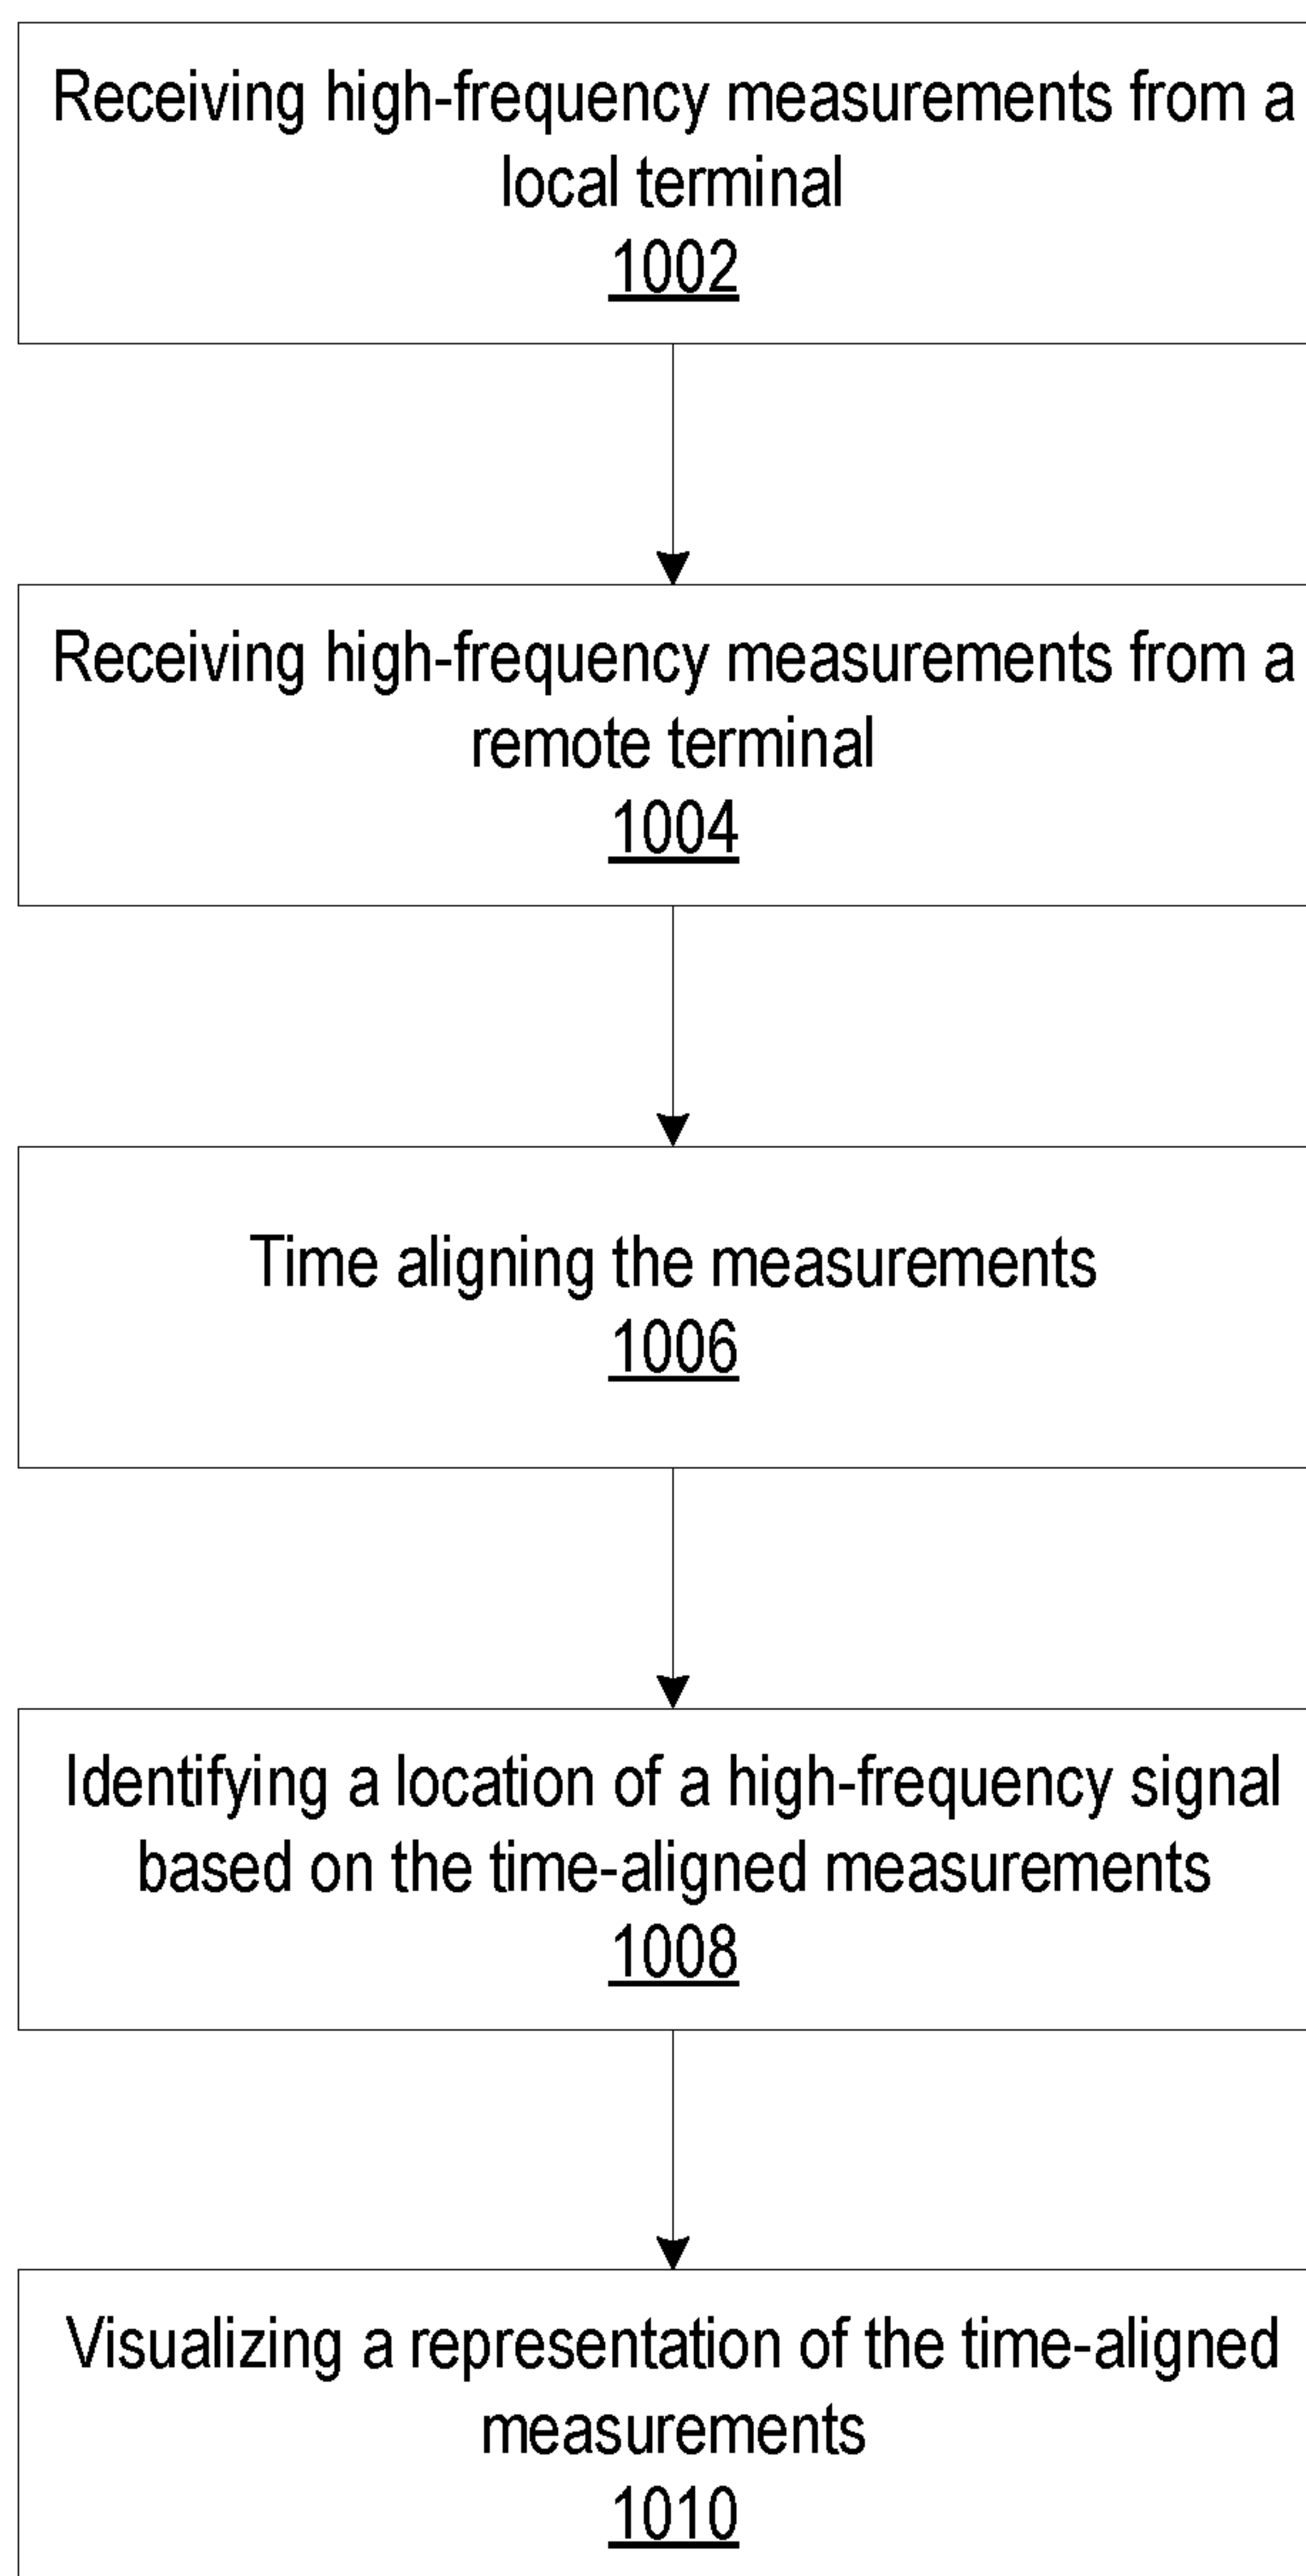 Receiving high-frequency measurements from a
local terminal
1002
Receiving high-frequency measurements from a
remote terminal
1004
Time aligning the measurements
1006
Identifying a location of a high-frequency signal
based on the time-aligned measurements
1008
Visualizing a representation of the time-aligned
measurements
1010